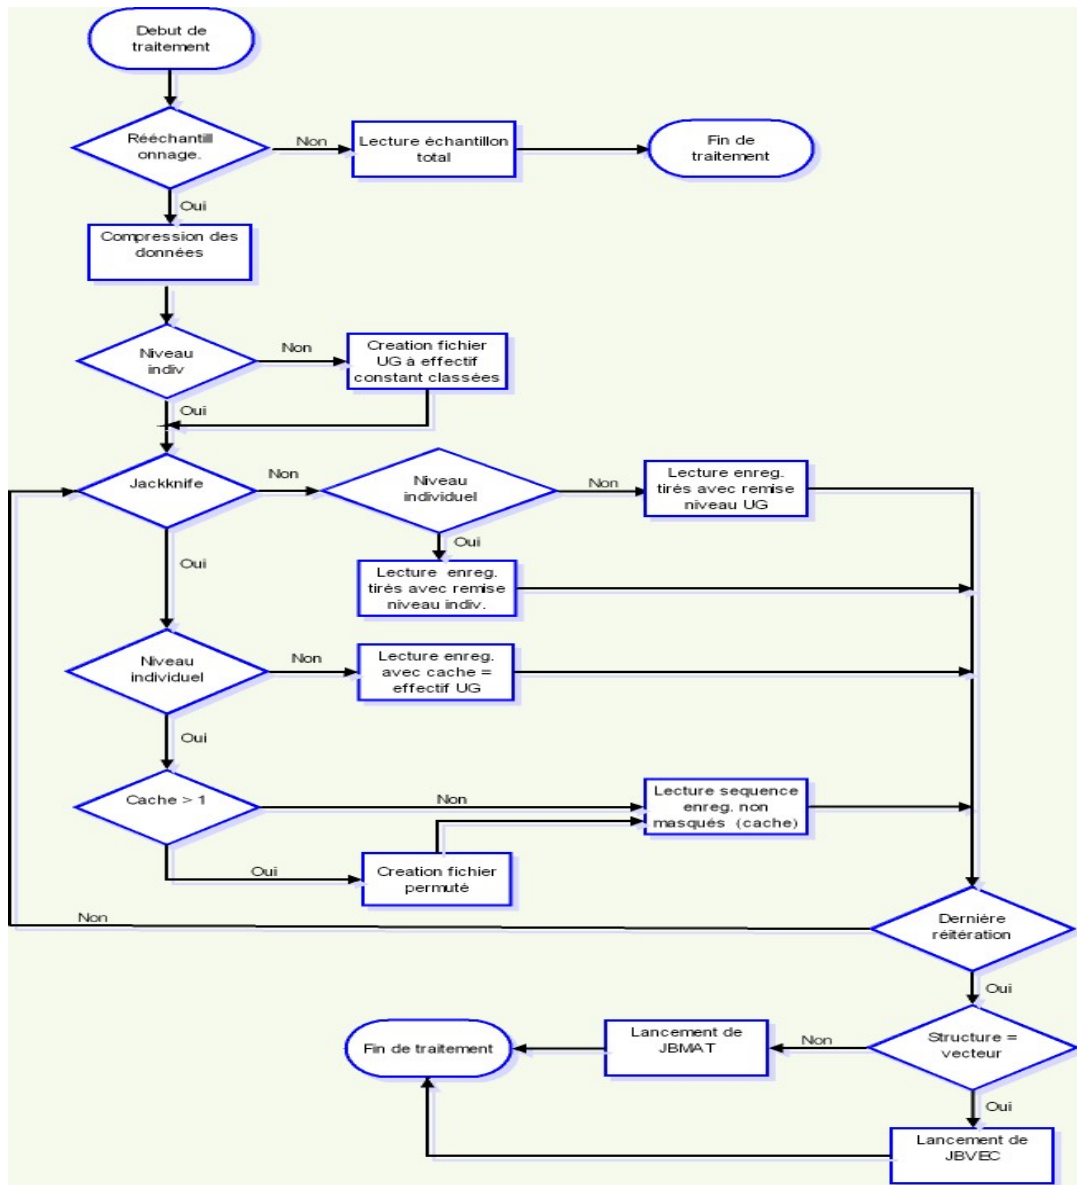 Debut de
traitement
Rééchantill
onnage.
Non
Lecture échantillon
total
Fin de
traitement
Oui
Compression des
données
Niveau
indiv
Non
Creation fichier
UG à effectif
constant classées
Oui
Jackknife
Non
Niveau
individuel
Non
Lecture enreg.
tirés avec remise
niveau UG
Oui
Oui
Lecture enreg.
tirés avec remise
niveau indiv.
Niveau
individuel
Non
Lecture enreg.
avec cache =
effectif UG
Oui
Cache > 1
Non
Lecture sequence
enreg. non
masqués (cache)
Oui
Creation fichier
permuté
Non
Dernière
réitération
Oui
Fin de traitement
Lancement de
JBMAT
Non
Structure =
vecteur
Oui
Lancement de
JBVEC